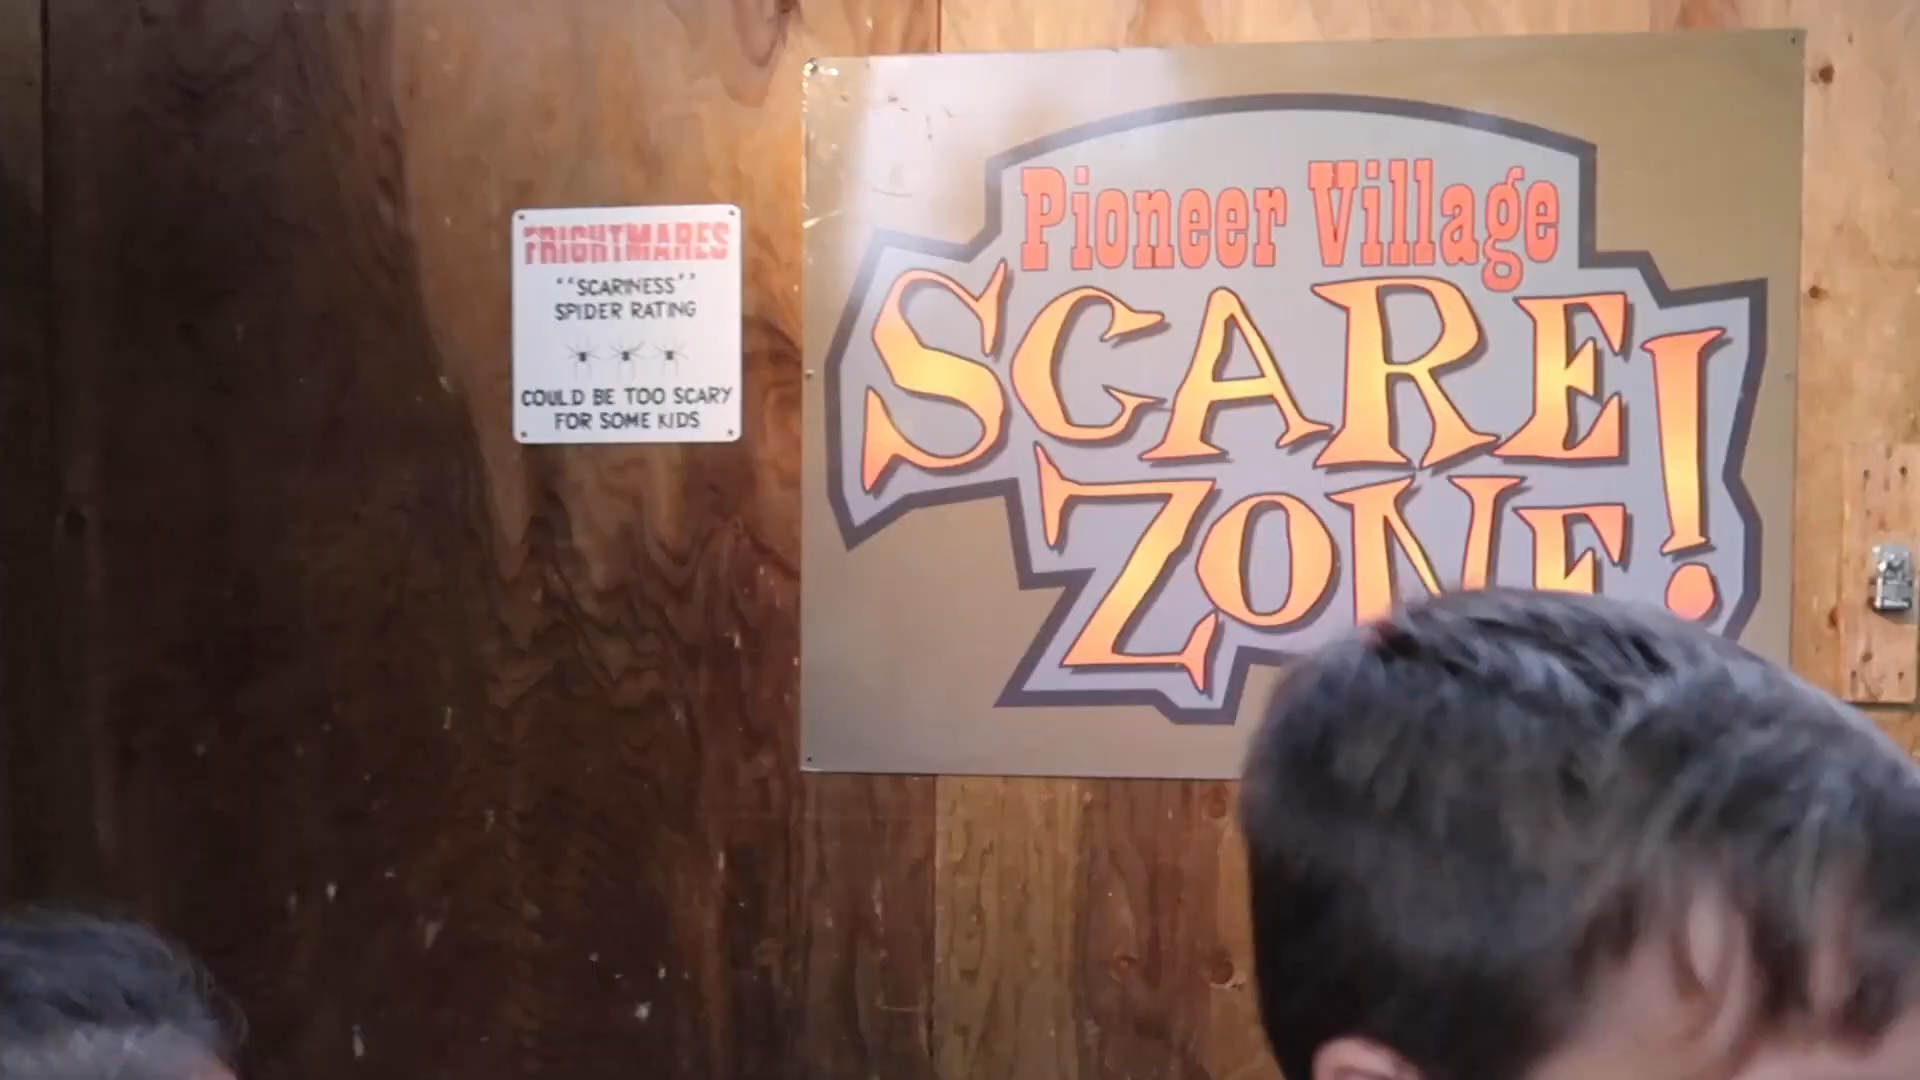 FRIGHTMARES
"SCARINESS"
SPIDER RATING
COULD BE TOO SCARY
FOR SOME KIDS
Pioneer Village
SCARE
ZONE!